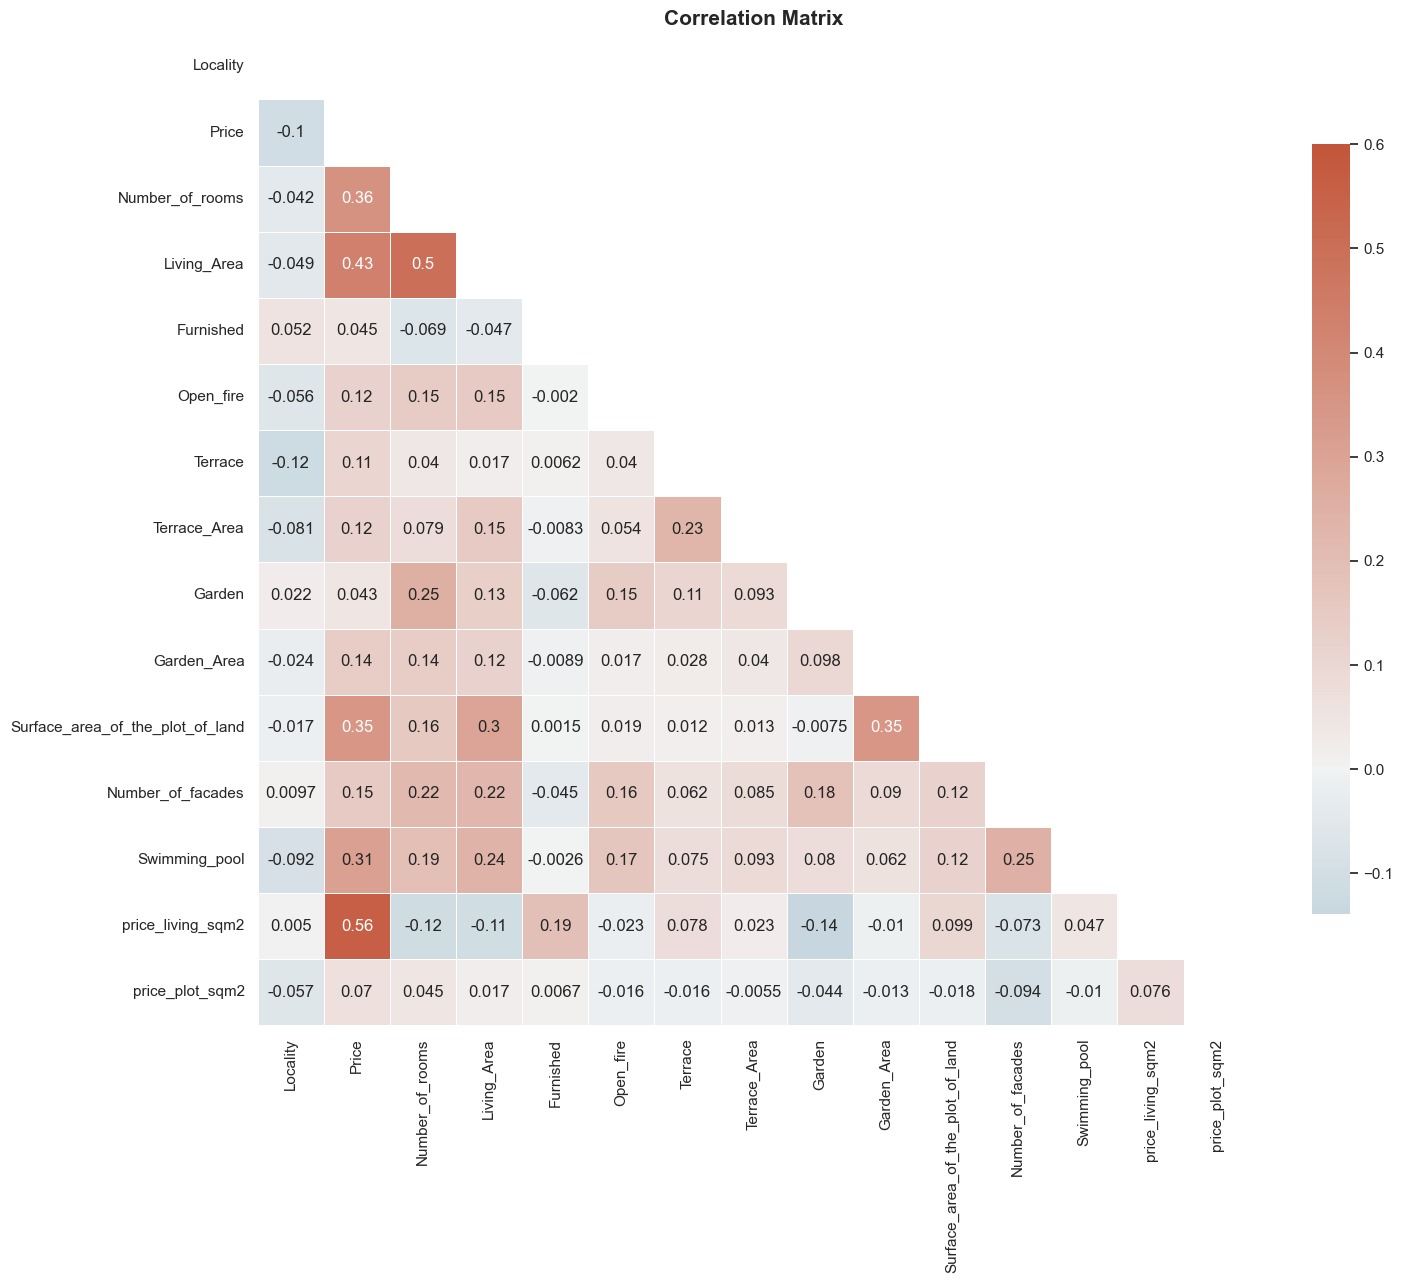 Correlation Matrix
Locality
Price -0.1
Number_of_rooms -0.042 0.36
Living_Area -0.049 0.43 0.5
Furnished 0.052 0.045 -0.069 -0.047
Open_fire -0.056 0.12 0.15 0.15 -0.002
Terrace -0.12 0.11 0.04 0.017 0.0062 0.04
Terrace_Area -0.081 0.12 0.079 0.15 -0.0083 0.054 0.23
Garden 0.022 0.043 0.25 0.13 -0.062 0.15 0.11 0.093
Garden_Area -0.024 0.14 0.14 0.12 -0.0089 0.017 0.028 0.04 0.098
Surface_area_of_the_plot_of_land -0.017 0.35 0.16 0.3 0.0015 0.019 0.012 0.013 -0.0075 0.35
Number_of_facades 0.0097 0.15 0.22 0.22 -0.045 0.16 0.062 0.085 0.18 0.09 0.12
Swimming_pool -0.092 0.31 0.19 0.24 -0.0026 0.17 0.075 0.093 0.08 0.062 0.12 0.25
price_living_sqm2 0.005 0.56 -0.12 -0.11 0.19 -0.023 0.078 0.023 -0.14 -0.01 0.099 -0.073 0.047
price_plot_sqm2 -0.057 0.07 0.045 0.017 0.0067 -0.016 -0.016 -0.0055 -0.044 -0.013 -0.018 -0.094 -0.01 0.076
Locality
Price
Number_of_rooms
Living_Area
Furnished
Open_fire
Terrace
Terrace_Area
Garden
Garden_Area
Surface_area_of_the_plot_of_land
Number_of_facades
Swimming_pool
price_living_sqm2
price_plot_sqm2
0.6
0.5
0.4
0.3
0.2
0.1
0.0
−0.1